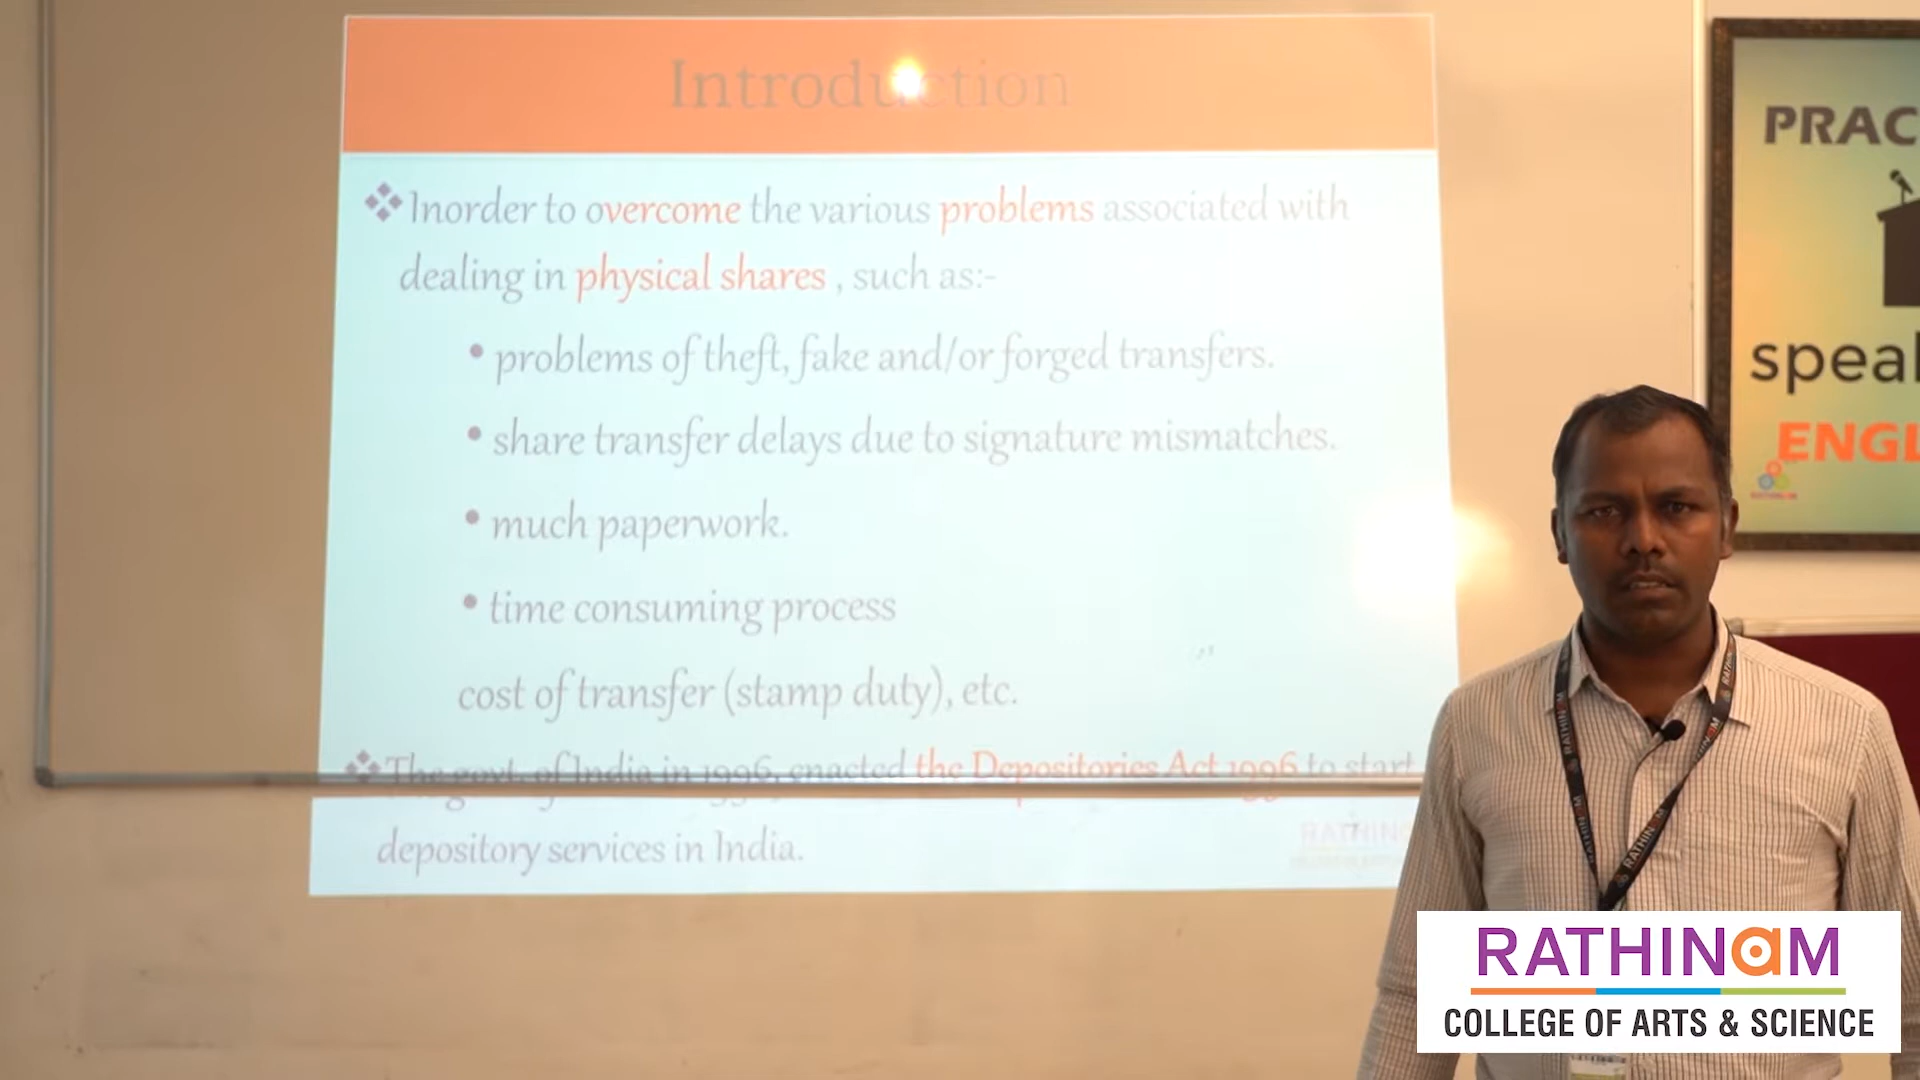 Introduction
❖Inorder to overcome the various problems associated with
dealing in physical shares , such as:-
• problems of theft, fake and/or forged transfers.
• share transfer delays due to signature mismatches.
• much paperwork.
• time consuming process
cost of transfer (stamp duty), etc.
❖The govt. of India in 1996, enacted the Depositories Act 1996 to start
depository services in India.
PRAC
speak
ENGL
RATHINAM
RATHINAM
COLLEGE OF ARTS & SCIENCE